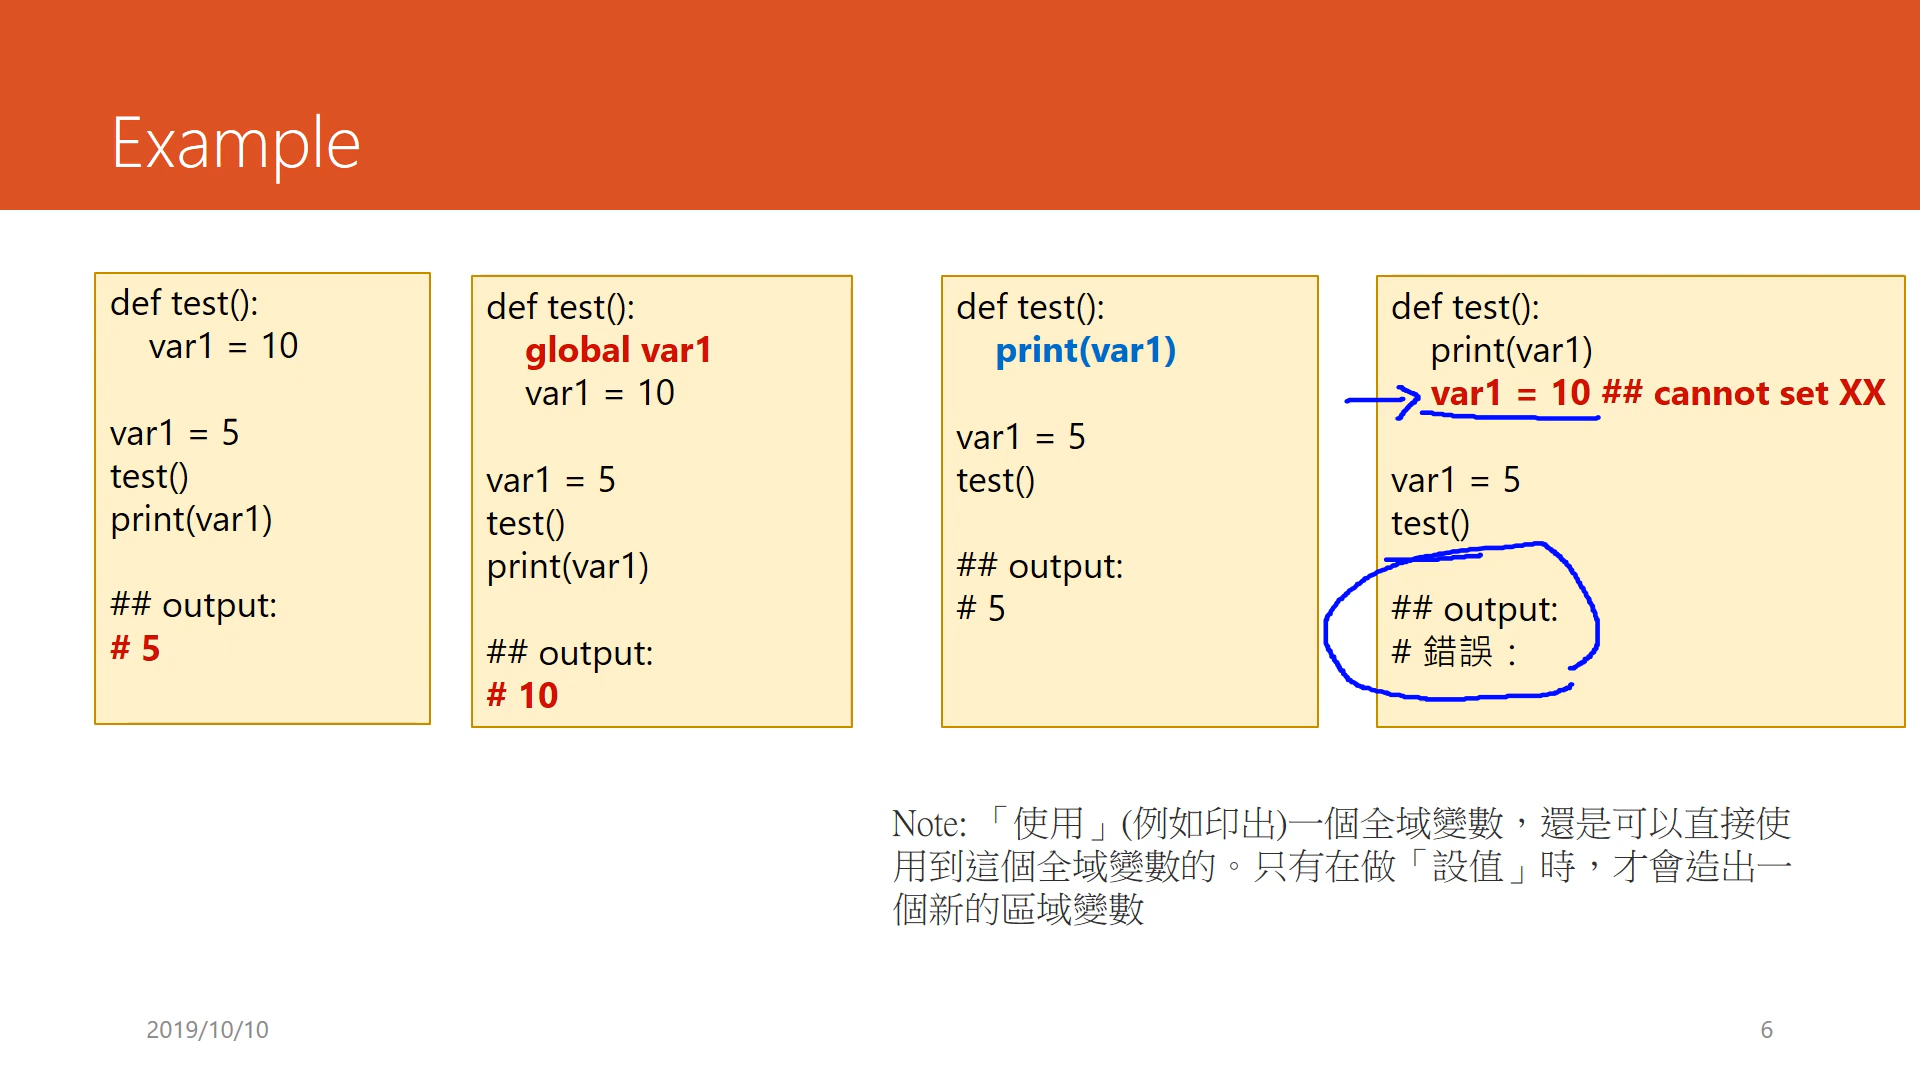 Example
def test():
var1 = 10
var1 = 5
test()
print(var1)
## output:
# 5
def test():
global var1
var1 = 10
var1 = 5
test()
print(var1)
## output:
# 10
def test():
print(var1)
var1 = 5
test()
## output:
# 5
def test():
print(var1)
var1 = 10 ## cannot set XX
var1 = 5
test()
## output:
# 錯誤：
Note: 「使用」(例如印出)一個全域變數，還是可以直接使
用到這個全域變數的。只有在做「設值」時，才會造出一
個新的區域變數
2019/10/10
6